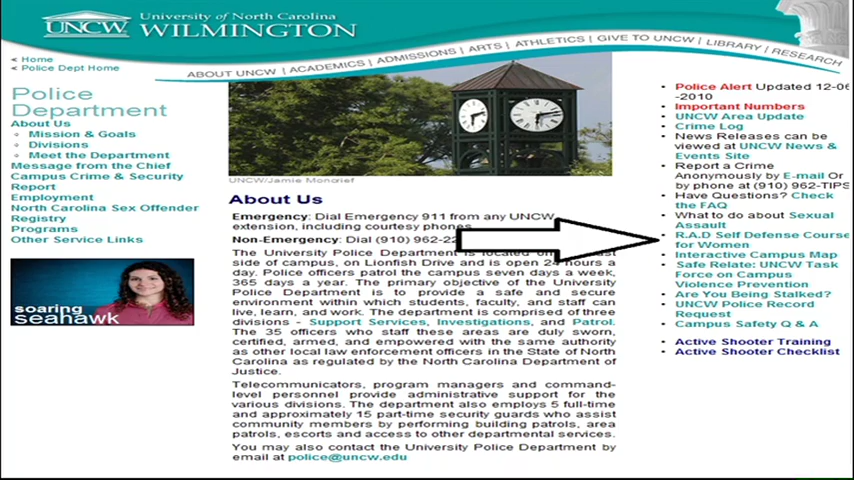 University of North Carolina
UNCW
WILMINGTON
ABOUT UNCW | ACADEMICS | ADMISSIONS | ARTS | ATHLETICS | GIVE TO UNCW | LIBRARY | RESEARCH
< Home
< Police Dept Home
Police
Department
About Us
Mission & Goals
Divisions
Meet the Department
Message from the Chief
Campus Crime & Security
Report
Employment
North Carolina Sex Offender
Registry
Programs
Other Service Links
soaring
seahawk
UNCW/Jamie Moncrief
About Us
Emergency: Dial Emergency 911 from any UNCW
extension, including courtesy phones.
Non-Emergency: Dial (910) 962-22
The University Police Department is located on
side of campus, on Lionfish Drive and is open 24 hours a
day. Police officers patrol the campus seven days a week,
365 days a year. The primary objective of the University
Police Department is to provide a safe and secure
environment within which students, faculty, and staff can
live, learn, and work. The department is comprised of three
divisions - Support Services, Investigations, and Patrol.
The 35 officers who staff these areas are duly sworn,
certified, armed, and empowered with the same authority
as other local law enforcement officers in the State of North
Carolina as regulated by the North Carolina Department of
Justice.
Telecommunicators, program managers and command-
level personnel provide administrative support for the
various divisions. The department also employs 5 full-time
and approximately 15 part-time security guards who assist
community members by performing building patrols, area
patrols, escorts and access to other departmental services.
You may also contact the University Police Department by
email at police@uncw.edu
Police Alert Updated 12-06
-2010
Important Numbers
UNCW Area Update
Crime Log
News Releases can be
viewed at UNCW News &
Events Site
Report a Crime
Anonymously by E-mail Or
by phone at (910) 962-TIPS
Have Questions? Check
the FAQ
What to do about Sexual
Assault
R.A.D Self Defense Course
for Women
Interactive Campus Map
Safe Relate: UNCW Task
Force on Campus
Violence Prevention
Are You Being Stalked?
UNCW Police Record
Request
Campus Safety Q & A
Active Shooter Training
Active Shooter Checklist